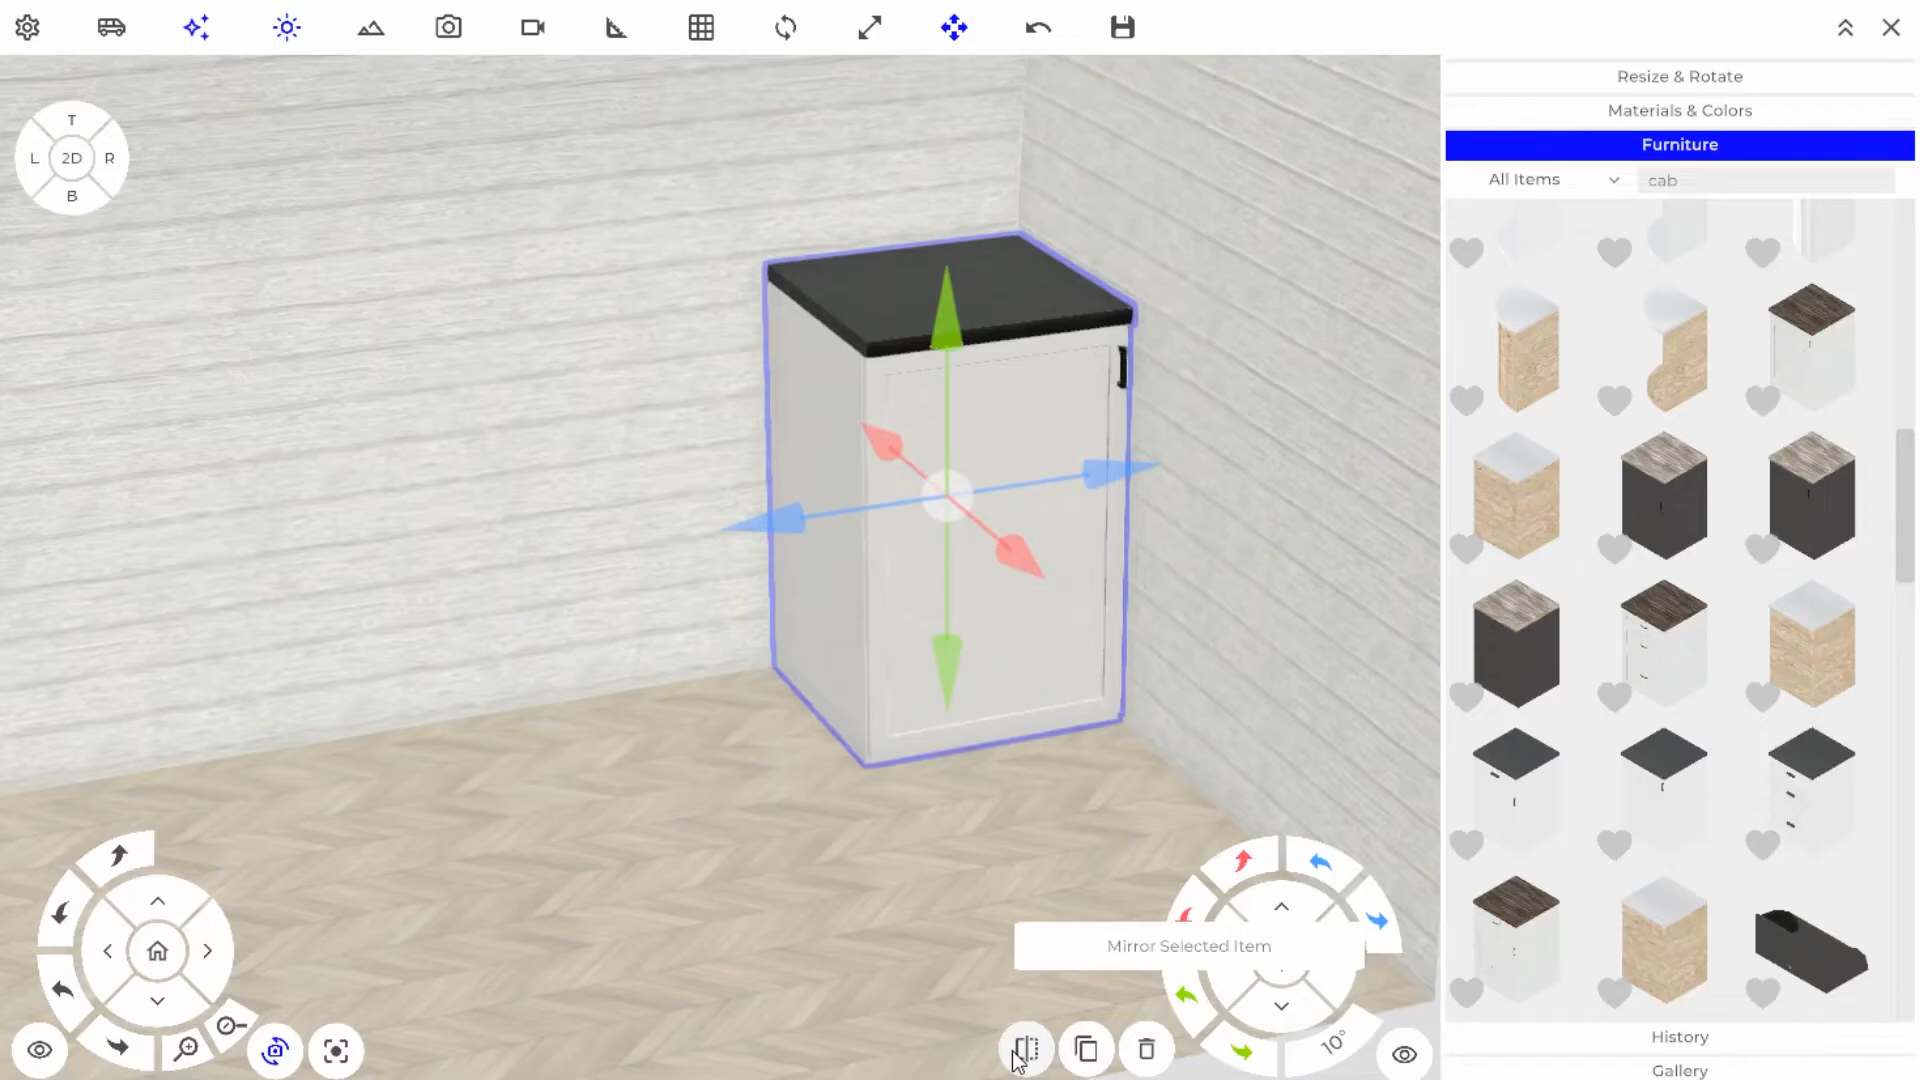 Resize & Rotate
Materials & Colors
Furniture
All Items
cab
T
L 2D R
B
Mirror Selected Item
10°
History
Gallery